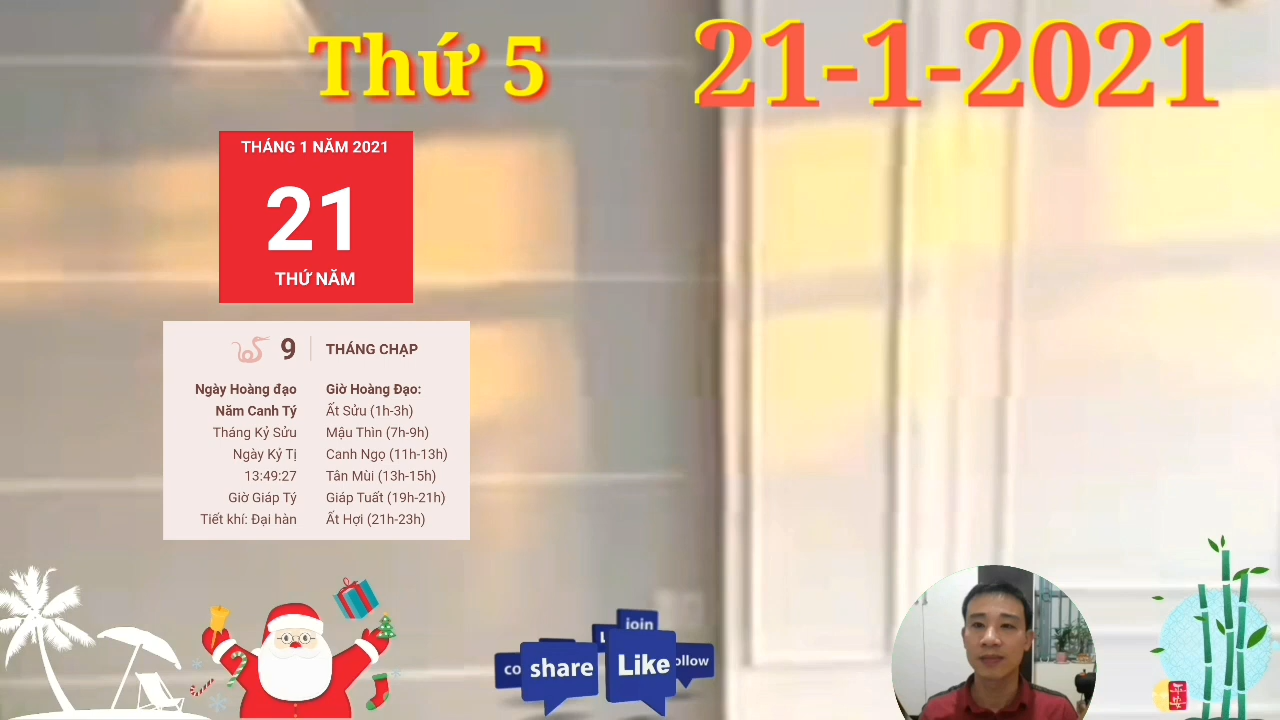 Thứ 5
21-1-2021
THÁNG 1 NĂM 2021
21
THỨ NĂM
9
THÁNG CHẠP
Ngày Hoàng đạo
Năm Canh Tý
Tháng Kỷ Sửu
Ngày Kỷ Tị
13:49:27
Giờ Giáp Tý
Tiết khí: Đại hàn
Giờ Hoàng Đạo:
Ất Sửu (1h-3h)
Mậu Thìn (7h-9h)
Canh Ngọ (11h-13h)
Tân Mùi (13h-15h)
Giáp Tuất (19h-21h)
Ất Hợi (21h-23h)
join
co
share
Like
ollow